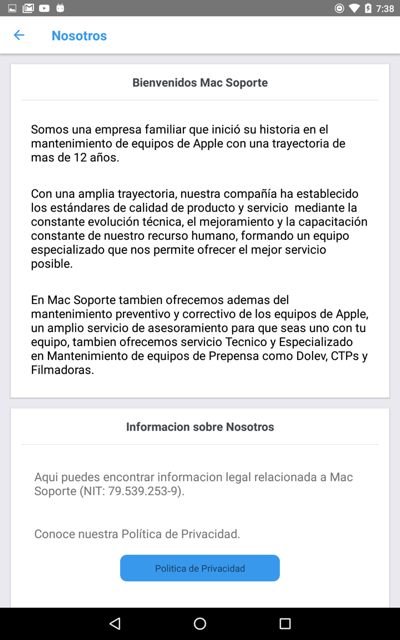 7:38
Nosotros
Bienvenidos Mac Soporte
Somos una empresa familiar que inició su historia en el
mantenimiento de equipos de Apple con una trayectoria de
mas de 12 años.
Con una amplia trayectoria, nuestra compañía ha establecido
los estándares de calidad de producto y servicio  mediante la
constante evolución técnica, el mejoramiento y la capacitación
constante de nuestro recurso humano, formando un equipo
especializado que nos permite ofrecer el mejor servicio
posible.
En Mac Soporte tambien ofrecemos ademas del
mantenimiento preventivo y correctivo de los equipos de Apple,
un amplio servicio de asesoramiento para que seas uno con tu
equipo, tambien ofrecemos servicio Tecnico y Especializado
en Mantenimiento de equipos de Prepensa como Dolev, CTPs y
Filmadoras.
Informacion sobre Nosotros
Aqui puedes encontrar informacion legal relacionada a Mac
Soporte (NIT: 79.539.253-9).
Conoce nuestra Política de Privacidad.
Politica de Privacidad